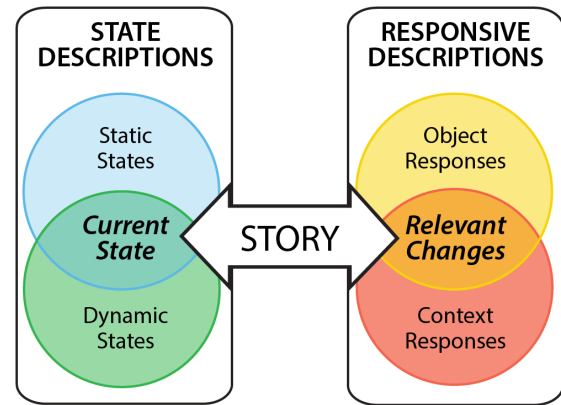 STATE
DESCRIPTIONS
Static
States
Current
State
Dynamic
States
STORY
RESPONSIVE
DESCRIPTIONS
Object
Responses
Relevant
Changes
Context
Responses